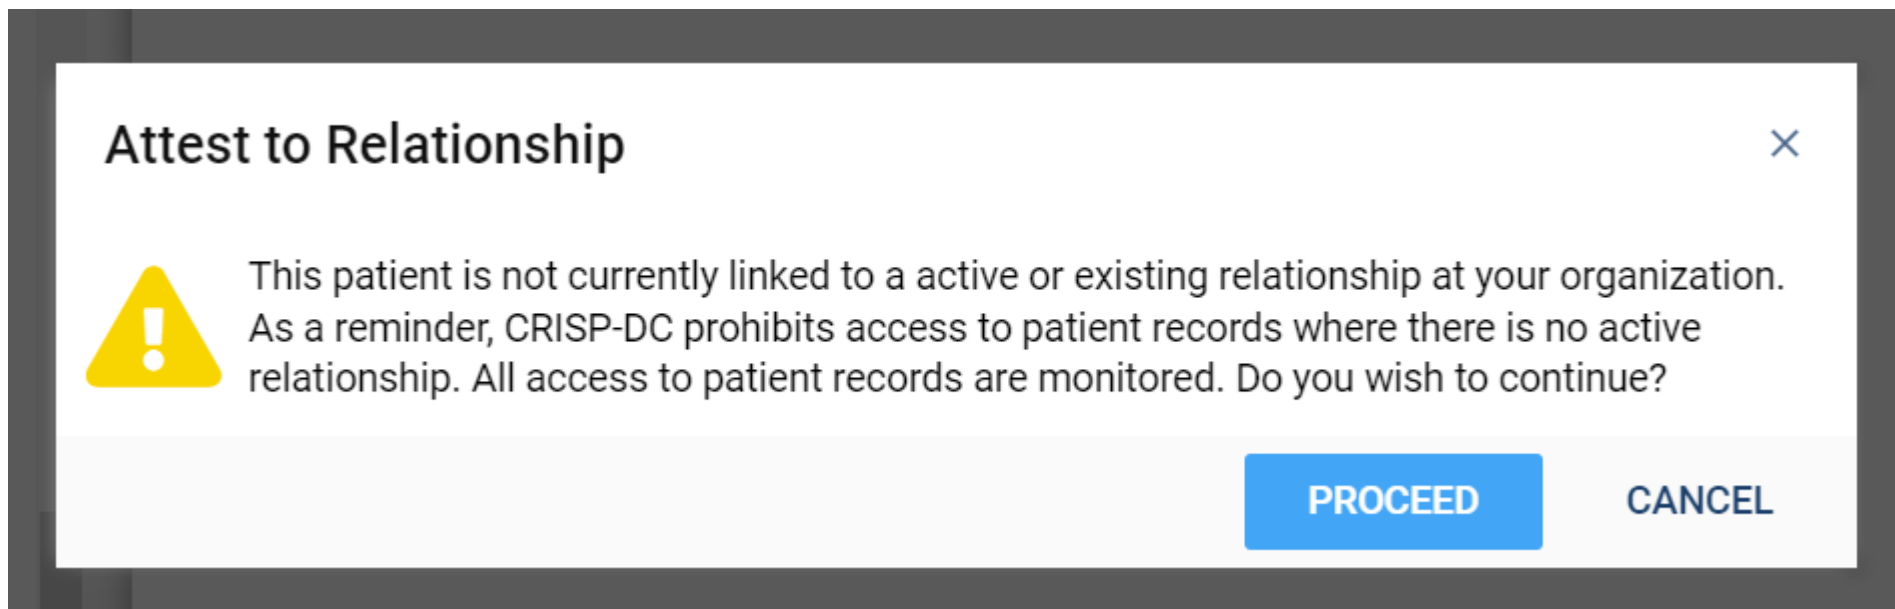 Attest to Relationship
This patient is not currently linked to a active or existing relationship at your organization.
As a reminder, CRISP-DC prohibits access to patient records where there is no active
relationship. All access to patient records are monitored. Do you wish to continue?
PROCEED CANCEL